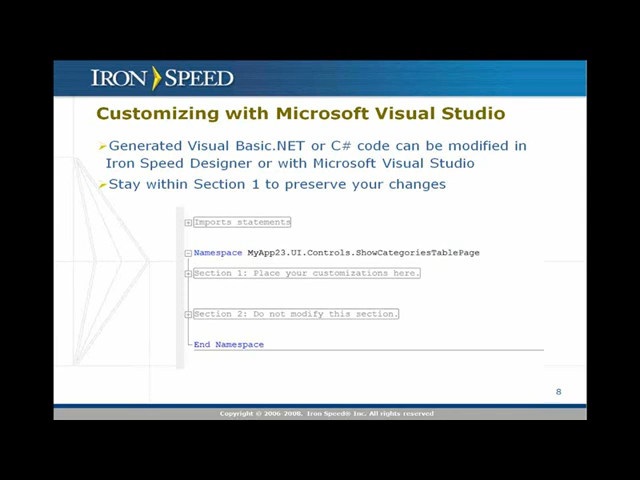 IRON SPEED
Customizing with Microsoft Visual Studio
Generated Visual Basic.NET or C# code can be modified in
Iron Speed Designer or with Microsoft Visual Studio
Stay within Section 1 to preserve your changes
Imports statements
Namespace MyApp23.UI.Controls.ShowCategoriesTablePage
Section 1: Place your customizations here.
Section 2: Do not modify this section.
End Namespace
8
Copyright © 2006-2008. Iron Speed® Inc. All rights reserved